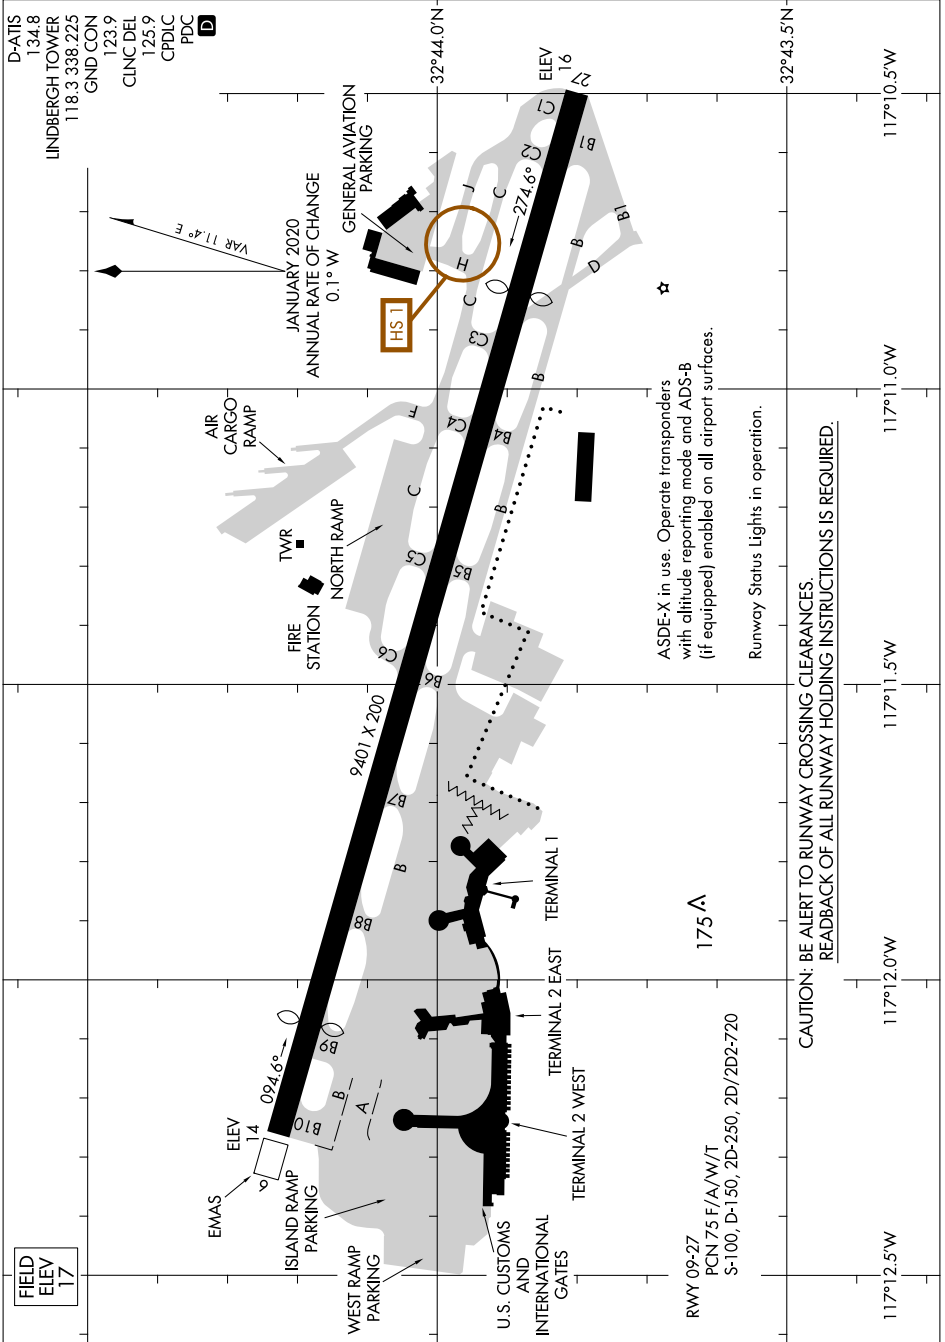 D-ATIS
134.8
LINDBERGH TOWER
118.3 338.225
GND CON
123.9
CLNC DEL
125.9
CPDLC
PDC
D
FIELD
ELEV
17
VAR 11.4° E
JANUARY 2020
ANNUAL RATE OF CHANGE
0.1° W
32°44.0'N
32°43.5'N
117°10.5'W
117°11.0'W
117°11.5'W
117°12.0'W
117°12.5'W
ELEV
16
27
C1
B1
C2
274.6°
J
C
B
B1
D
H
HS 1
GENERAL AVIATION
PARKING
C
C3
B
F
C4
B4
AIR
CARGO
RAMP
C
B
TWR
FIRE
STATION
NORTH RAMP
C5
B5
C6
B6
9401 X 200
B7
B
B8
B9
094.6°
B
A
B10
ELEV
14
9
EMAS
ISLAND RAMP
PARKING
WEST RAMP
PARKING
U.S. CUSTOMS
AND
INTERNATIONAL
GATES
TERMINAL 2 WEST
TERMINAL 2 EAST
TERMINAL 1
175
ASDE-X in use. Operate transponders
with altitude reporting mode and ADS-B
(if equipped) enabled on all airport surfaces.
Runway Status Lights in operation.
RWY 09-27
PCN 75 F/A/W/T
S-100, D-150, 2D-250, 2D/2D2-720
CAUTION: BE ALERT TO RUNWAY CROSSING CLEARANCES.
READBACK OF ALL RUNWAY HOLDING INSTRUCTIONS IS REQUIRED.